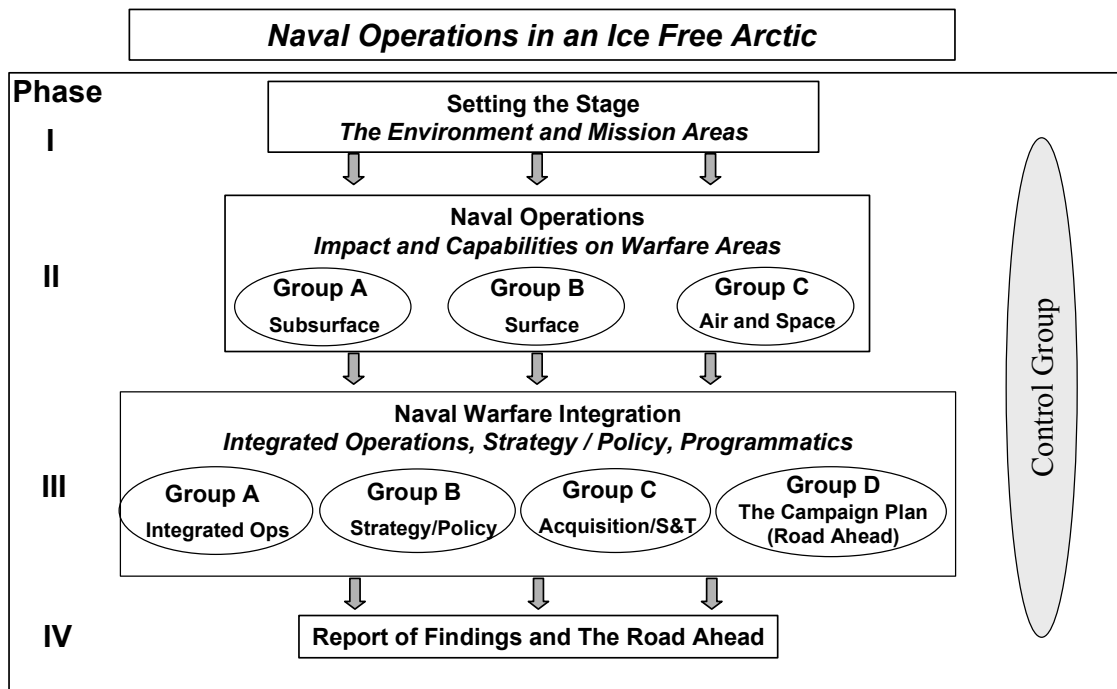 Naval Operations in an Ice Free Arctic
Phase
I
Setting the Stage
The Environment and Mission Areas
II
Naval Operations
Impact and Capabilities on Warfare Areas
Group A
Subsurface
Group B
Surface
Group C
Air and Space
III
Naval Warfare Integration
Integrated Operations, Strategy / Policy, Programmatics
Group A
Integrated Ops
Group B
Strategy/Policy
Group C
Acquisition/S&T
Group D
The Campaign Plan
(Road Ahead)
IV
Report of Findings and The Road Ahead
Control Group